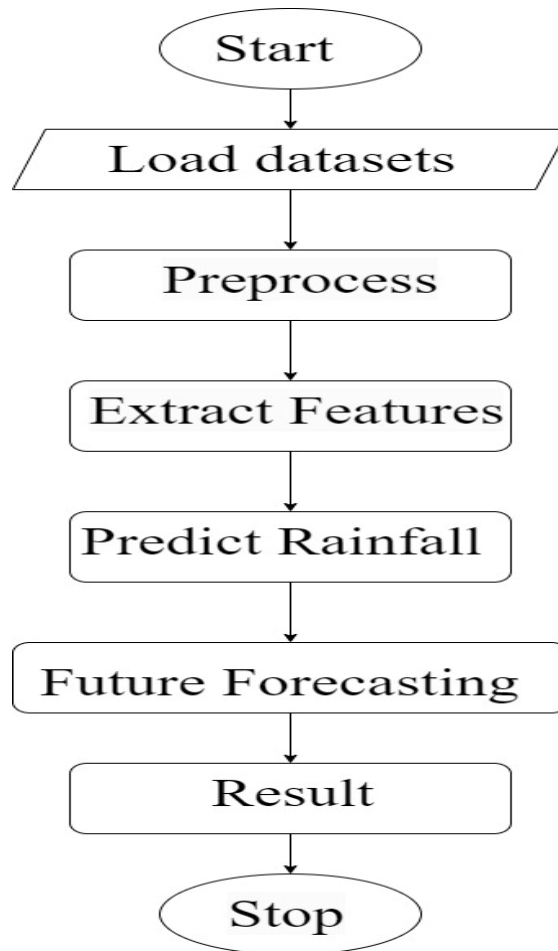 Start
Load datasets
Preprocess
Extract Features
Predict Rainfall
Future Forecasting
Result
Stop